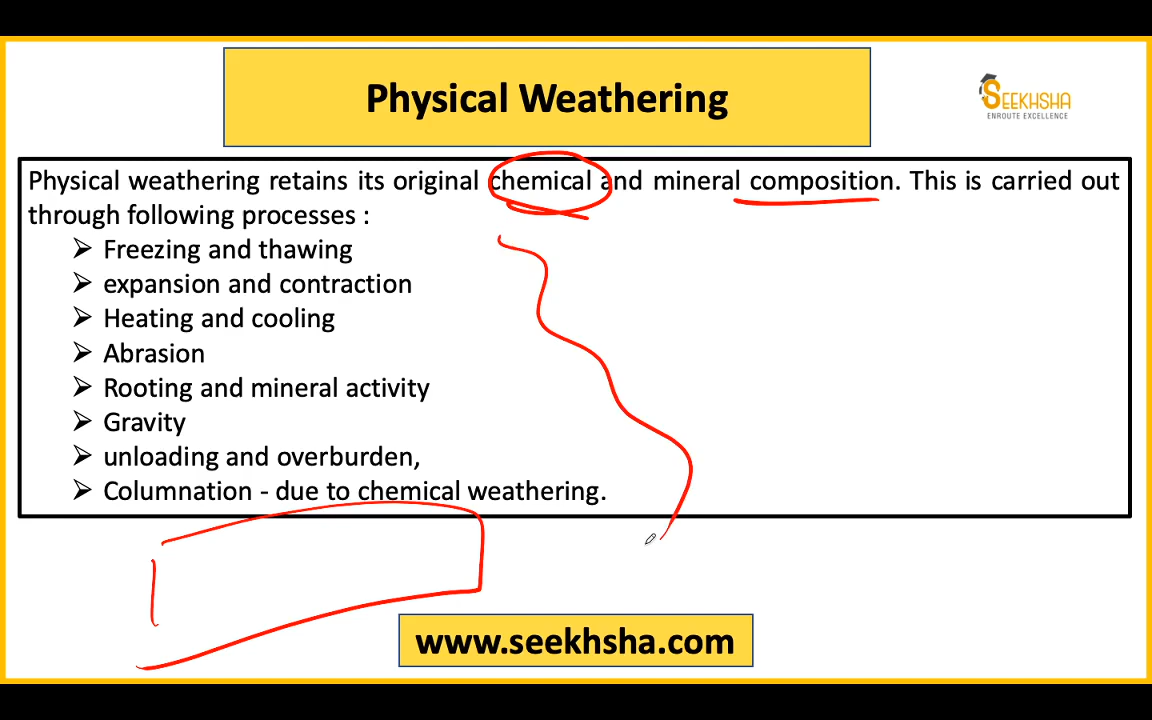 Physical Weathering
SEEKHSHA
ENROUTE EXCELLENCE
Physical weathering retains its original chemical and mineral composition. This is carried out
through following processes :
➢ Freezing and thawing
➢ expansion and contraction
➢ Heating and cooling
➢ Abrasion
➢ Rooting and mineral activity
➢ Gravity
➢ unloading and overburden,
➢ Columnation - due to chemical weathering.
www.seekhsha.com